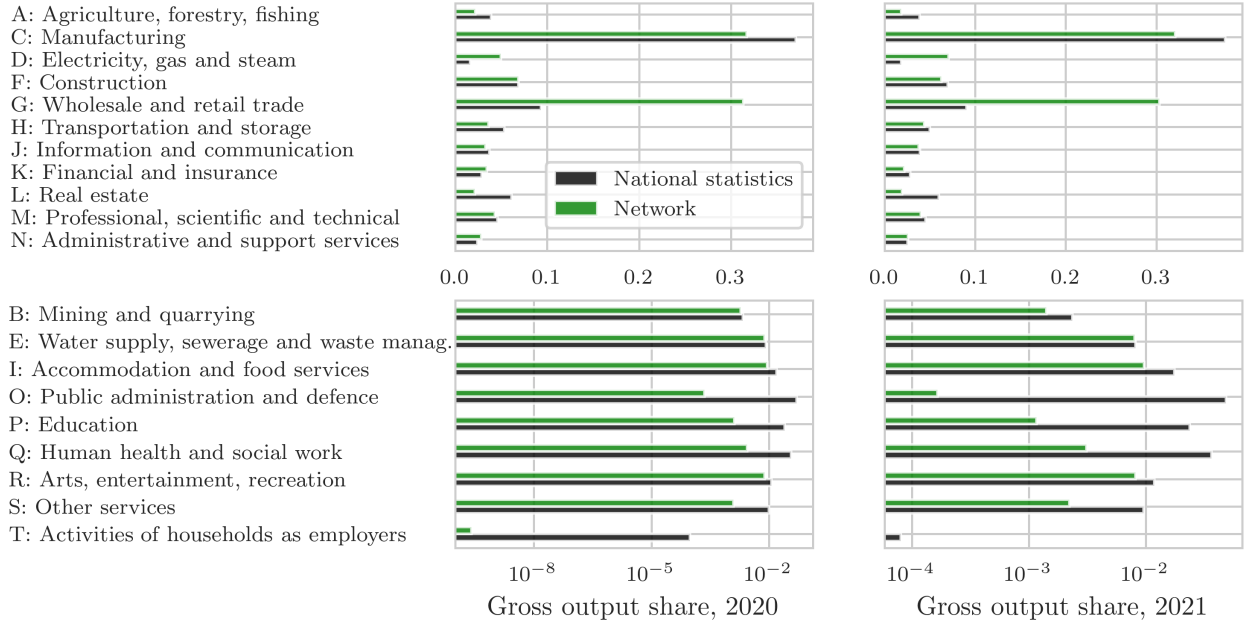 A: Agriculture, forestry, fishing
C: Manufacturing
D: Electricity, gas and steam
F: Construction
G: Wholesale and retail trade
H: Transportation and storage
J: Information and communication
K: Financial and insurance
L: Real estate
M: Professional, scientific and technical
N: Administrative and support services
National statistics
Network
0.0 0.1 0.2 0.3
0.0 0.1 0.2 0.3
B: Mining and quarrying
E: Water supply, sewerage and waste manag.
I: Accommodation and food services
O: Public administration and defence
P: Education
Q: Human health and social work
R: Arts, entertainment, recreation
S: Other services
T: Activities of households as employers
10⁻⁸ 10⁻⁵ 10⁻²
10⁻⁴ 10⁻³ 10⁻²
Gross output share, 2020
Gross output share, 2021